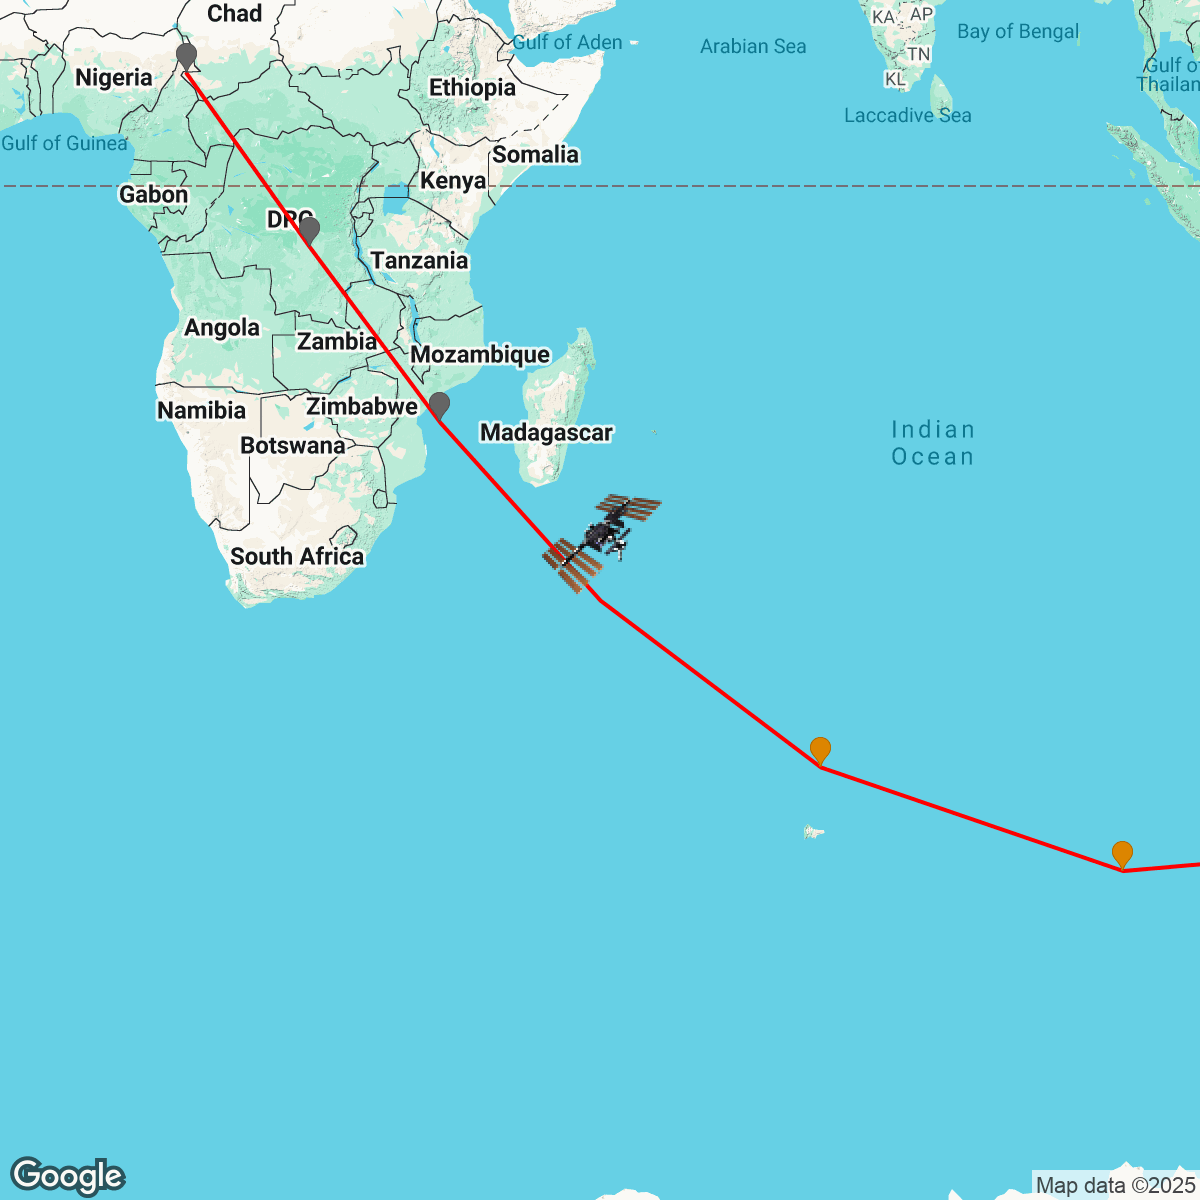 Chad
KA
AP
Gulf of Aden
Arabian Sea
Bay of Bengal
TN
Nigeria
KL
Gulf of
Ethiopia
Laccadive Sea
Gulf of Guinea
Somalia
Kenya
Gabon
DRC
Tanzania
Angola
Zambia
Mozambique
Namibia
Zimbabwe
Botswana
Madagascar
Indian
Ocean
South Africa
Google
Map data ©2025